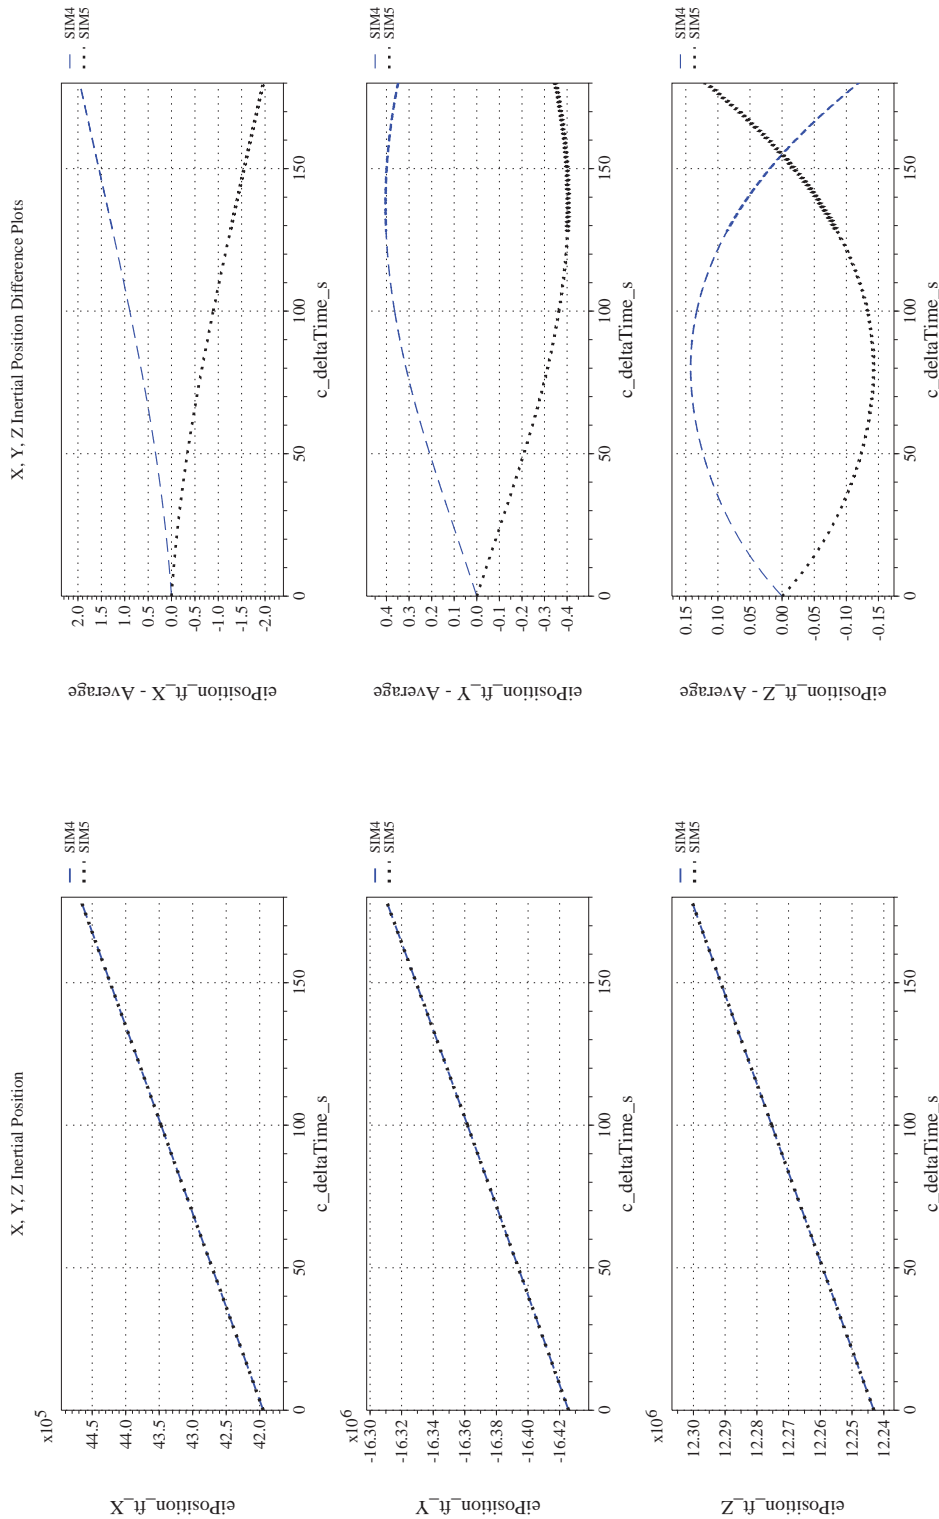 X, Y, Z Inertial Position
x10⁵
44.5
44.0
43.5
43.0
42.5
42.0
eiPosition_ft_X
0
50
100
150
c_deltaTime_s
SIM4
SIM5
x10⁶
-16.30
-16.32
-16.34
-16.36
-16.38
-16.40
-16.42
eiPosition_ft_Y
0
50
100
150
c_deltaTime_s
SIM4
SIM5
x10⁶
12.30
12.29
12.28
12.27
12.26
12.25
12.24
eiPosition_ft_Z
0
50
100
150
c_deltaTime_s
SIM4
SIM5
X, Y, Z Inertial Position Difference Plots
2.0
1.5
1.0
0.5
0.0
-0.5
-1.0
-1.5
-2.0
eiPosition_ft_X - Average
0
50
100
150
c_deltaTime_s
SIM4
SIM5
0.4
0.3
0.2
0.1
0.0
-0.1
-0.2
-0.3
-0.4
eiPosition_ft_Y - Average
0
50
100
150
c_deltaTime_s
SIM4
SIM5
0.15
0.10
0.05
0.00
-0.05
-0.10
-0.15
eiPosition_ft_Z - Average
0
50
100
150
c_deltaTime_s
SIM4
SIM5